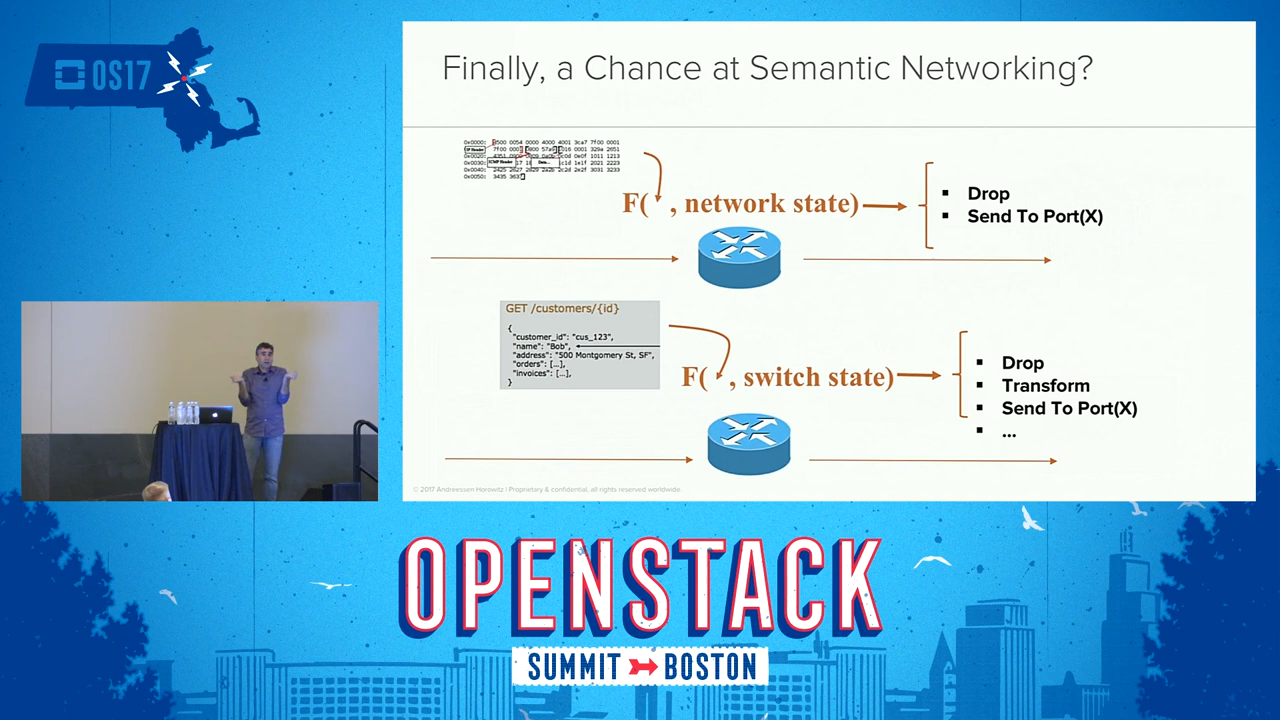 OS17
Finally, a Chance at Semantic Networking?
F( , network state)
Drop
Send To Port(X)
GET /customers/{id}
{
"customer_id": "cus_123",
"name": "Bob",
"address": "500 Montgomery St, SF",
"orders": [...],
"invoices": [...],
}
F( , switch state)
Drop
Transform
Send To Port(X)
...
© 2017 Andreessen Horowitz | Proprietary & confidential, all rights reserved worldwide.
OPENSTACK
SUMMIT BOSTON